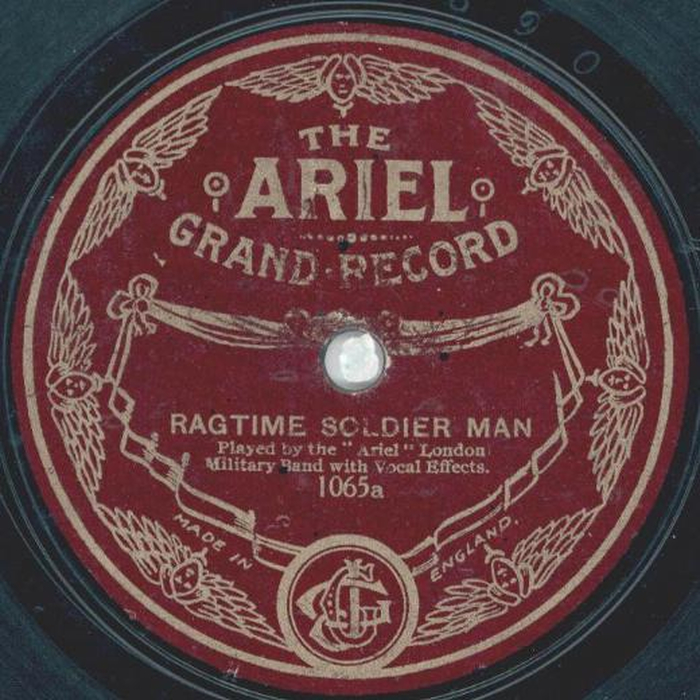 THE
ARIEL
GRAND·RECORD
RAGTIME SOLDIER MAN
Played by the "Ariel" London
Military Band with Vocal Effects.
1065a
MADE IN ENGLAND.